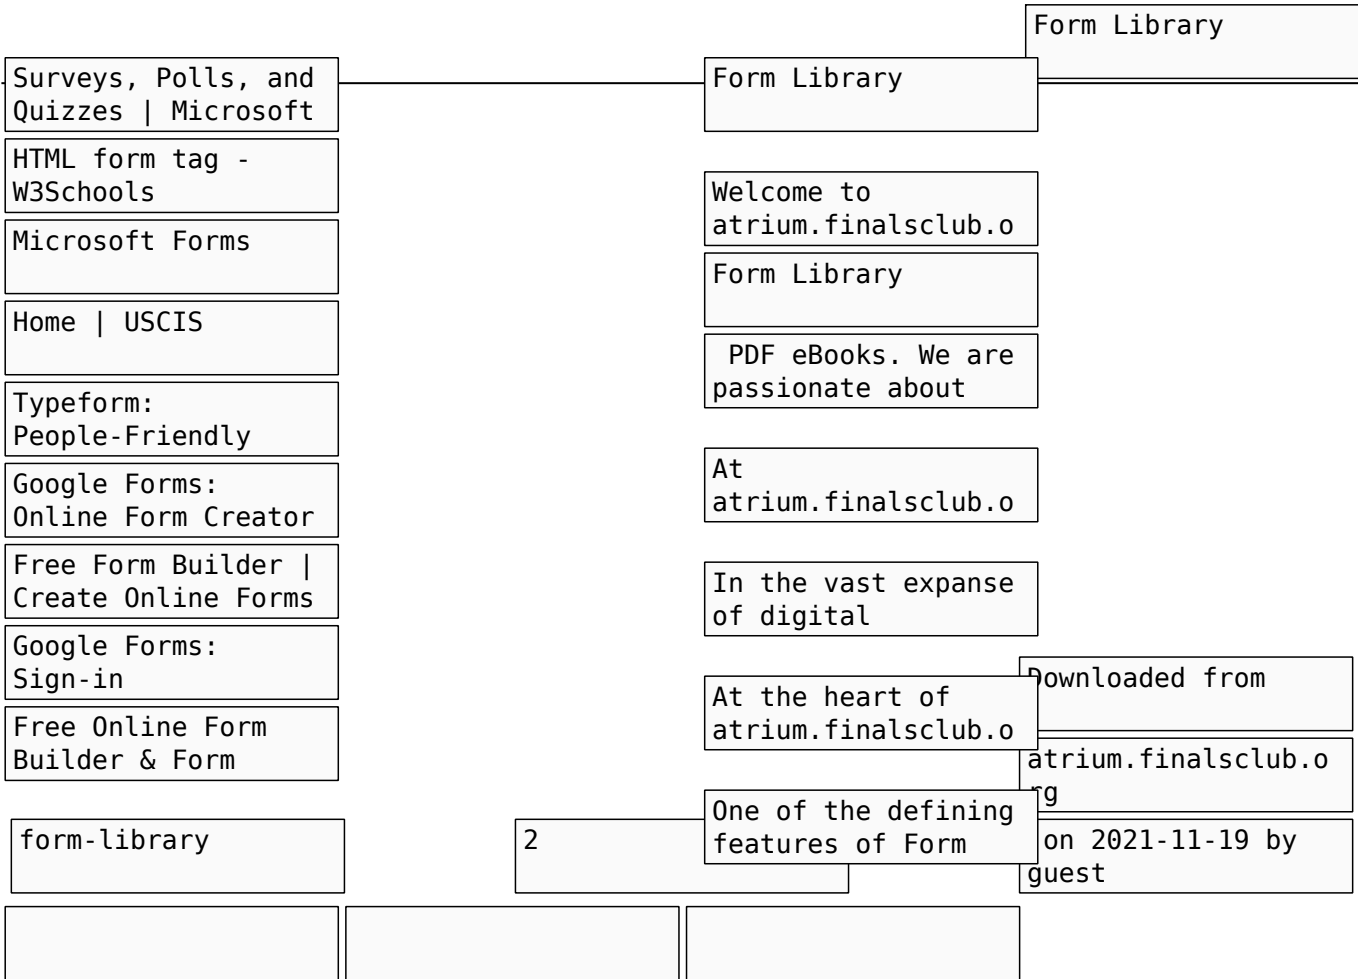 Form Library
Surveys, Polls, and
Quizzes | Microsoft
HTML form tag -
W3Schools
Microsoft Forms
Home | USCIS
Typeform:
People-Friendly
Google Forms:
Online Form Creator
Free Form Builder |
Create Online Forms
Google Forms:
Sign-in
Free Online Form
Builder & Form
Form Library
Welcome to
atrium.finalsclub.o
Form Library
PDF eBooks. We are
passionate about
At
atrium.finalsclub.o
In the vast expanse
of digital
At the heart of
atrium.finalsclub.o
One of the defining
features of Form
form-library
2
Downloaded from
atrium.finalsclub.o
rg
on 2021-11-19 by
guest